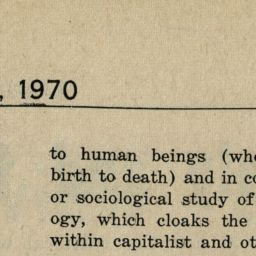 , 1970
to human beings (who
birth to death) and in co
or sociological study of
ogy, which cloaks the
within capitalist and ot